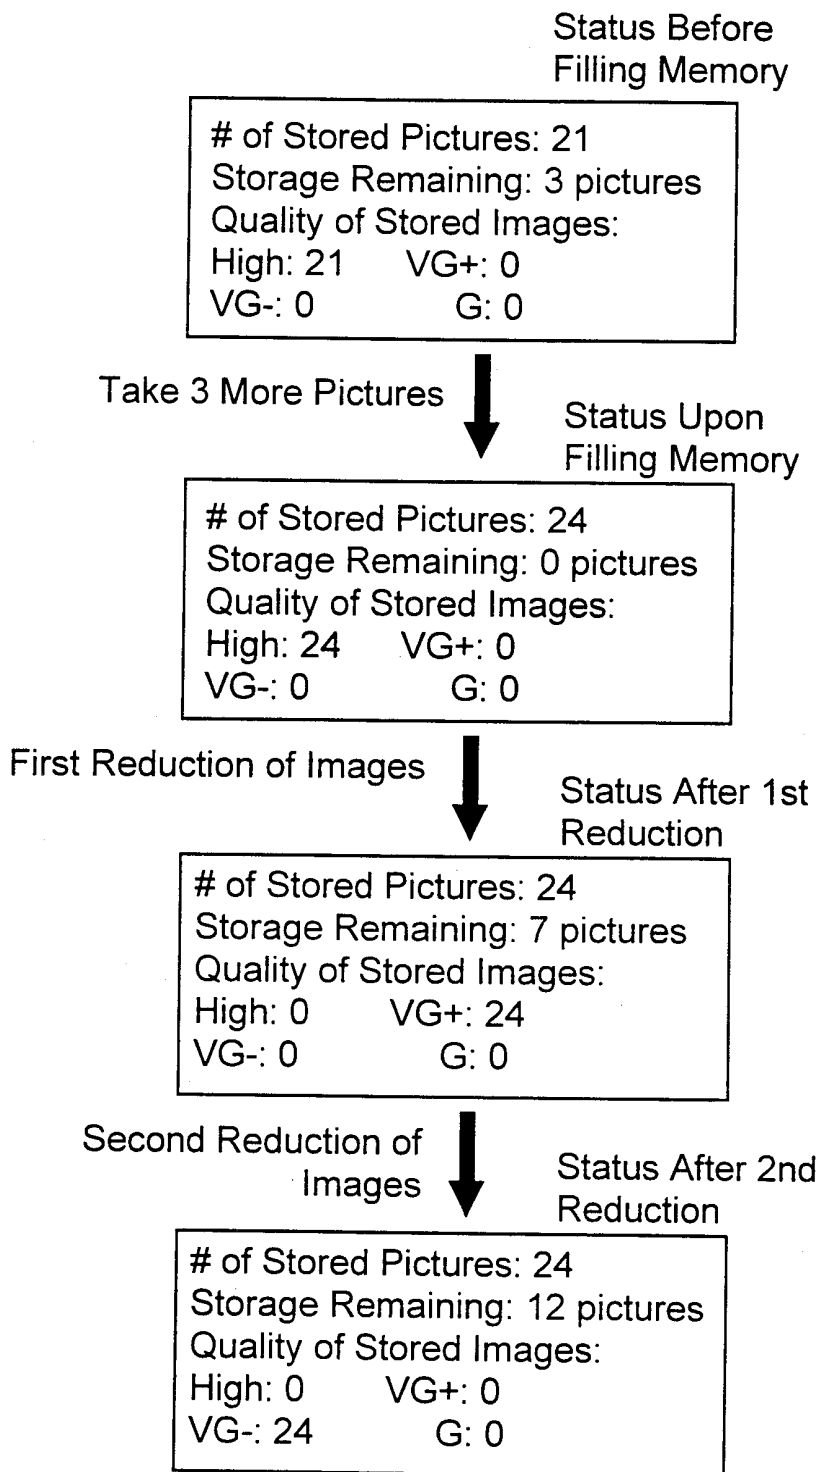 Status Before
Filling Memory
# of Stored Pictures: 21
Storage Remaining: 3 pictures
Quality of Stored Images:
High: 21 VG+: 0
VG-: 0 G: 0
Take 3 More Pictures
Status Upon
Filling Memory
# of Stored Pictures: 24
Storage Remaining: 0 pictures
Quality of Stored Images:
High: 24 VG+: 0
VG-: 0 G: 0
First Reduction of Images
Status After 1st
Reduction
# of Stored Pictures: 24
Storage Remaining: 7 pictures
Quality of Stored Images:
High: 0 VG+: 24
VG-: 0 G: 0
Second Reduction of
Images
Status After 2nd
Reduction
# of Stored Pictures: 24
Storage Remaining: 12 pictures
Quality of Stored Images:
High: 0 VG+: 0
VG-: 24 G: 0